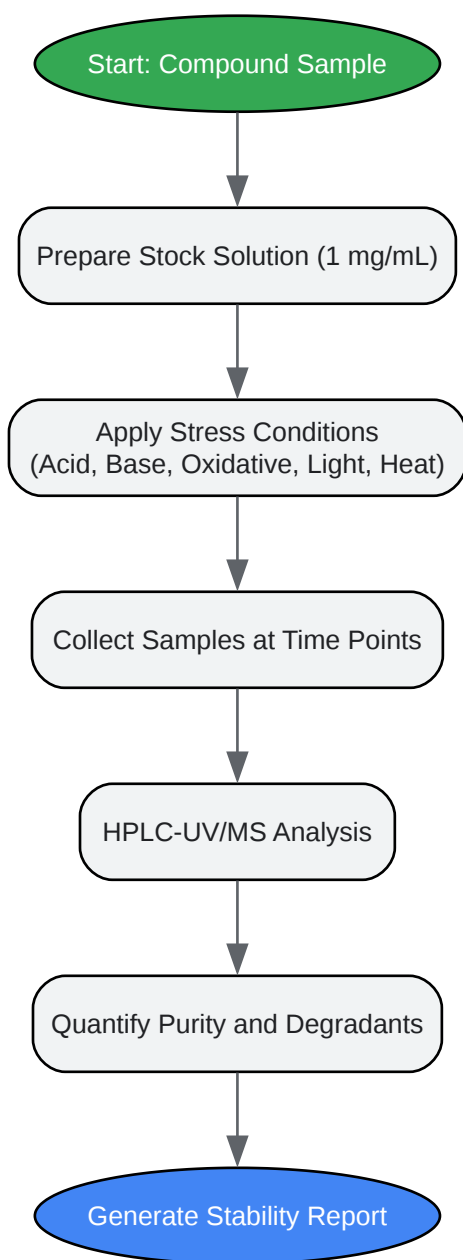 Start: Compound Sample
Prepare Stock Solution (1 mg/mL)
Apply Stress Conditions
(Acid, Base, Oxidative, Light, Heat)
Collect Samples at Time Points
HPLC-UV/MS Analysis
Quantify Purity and Degradants
Generate Stability Report